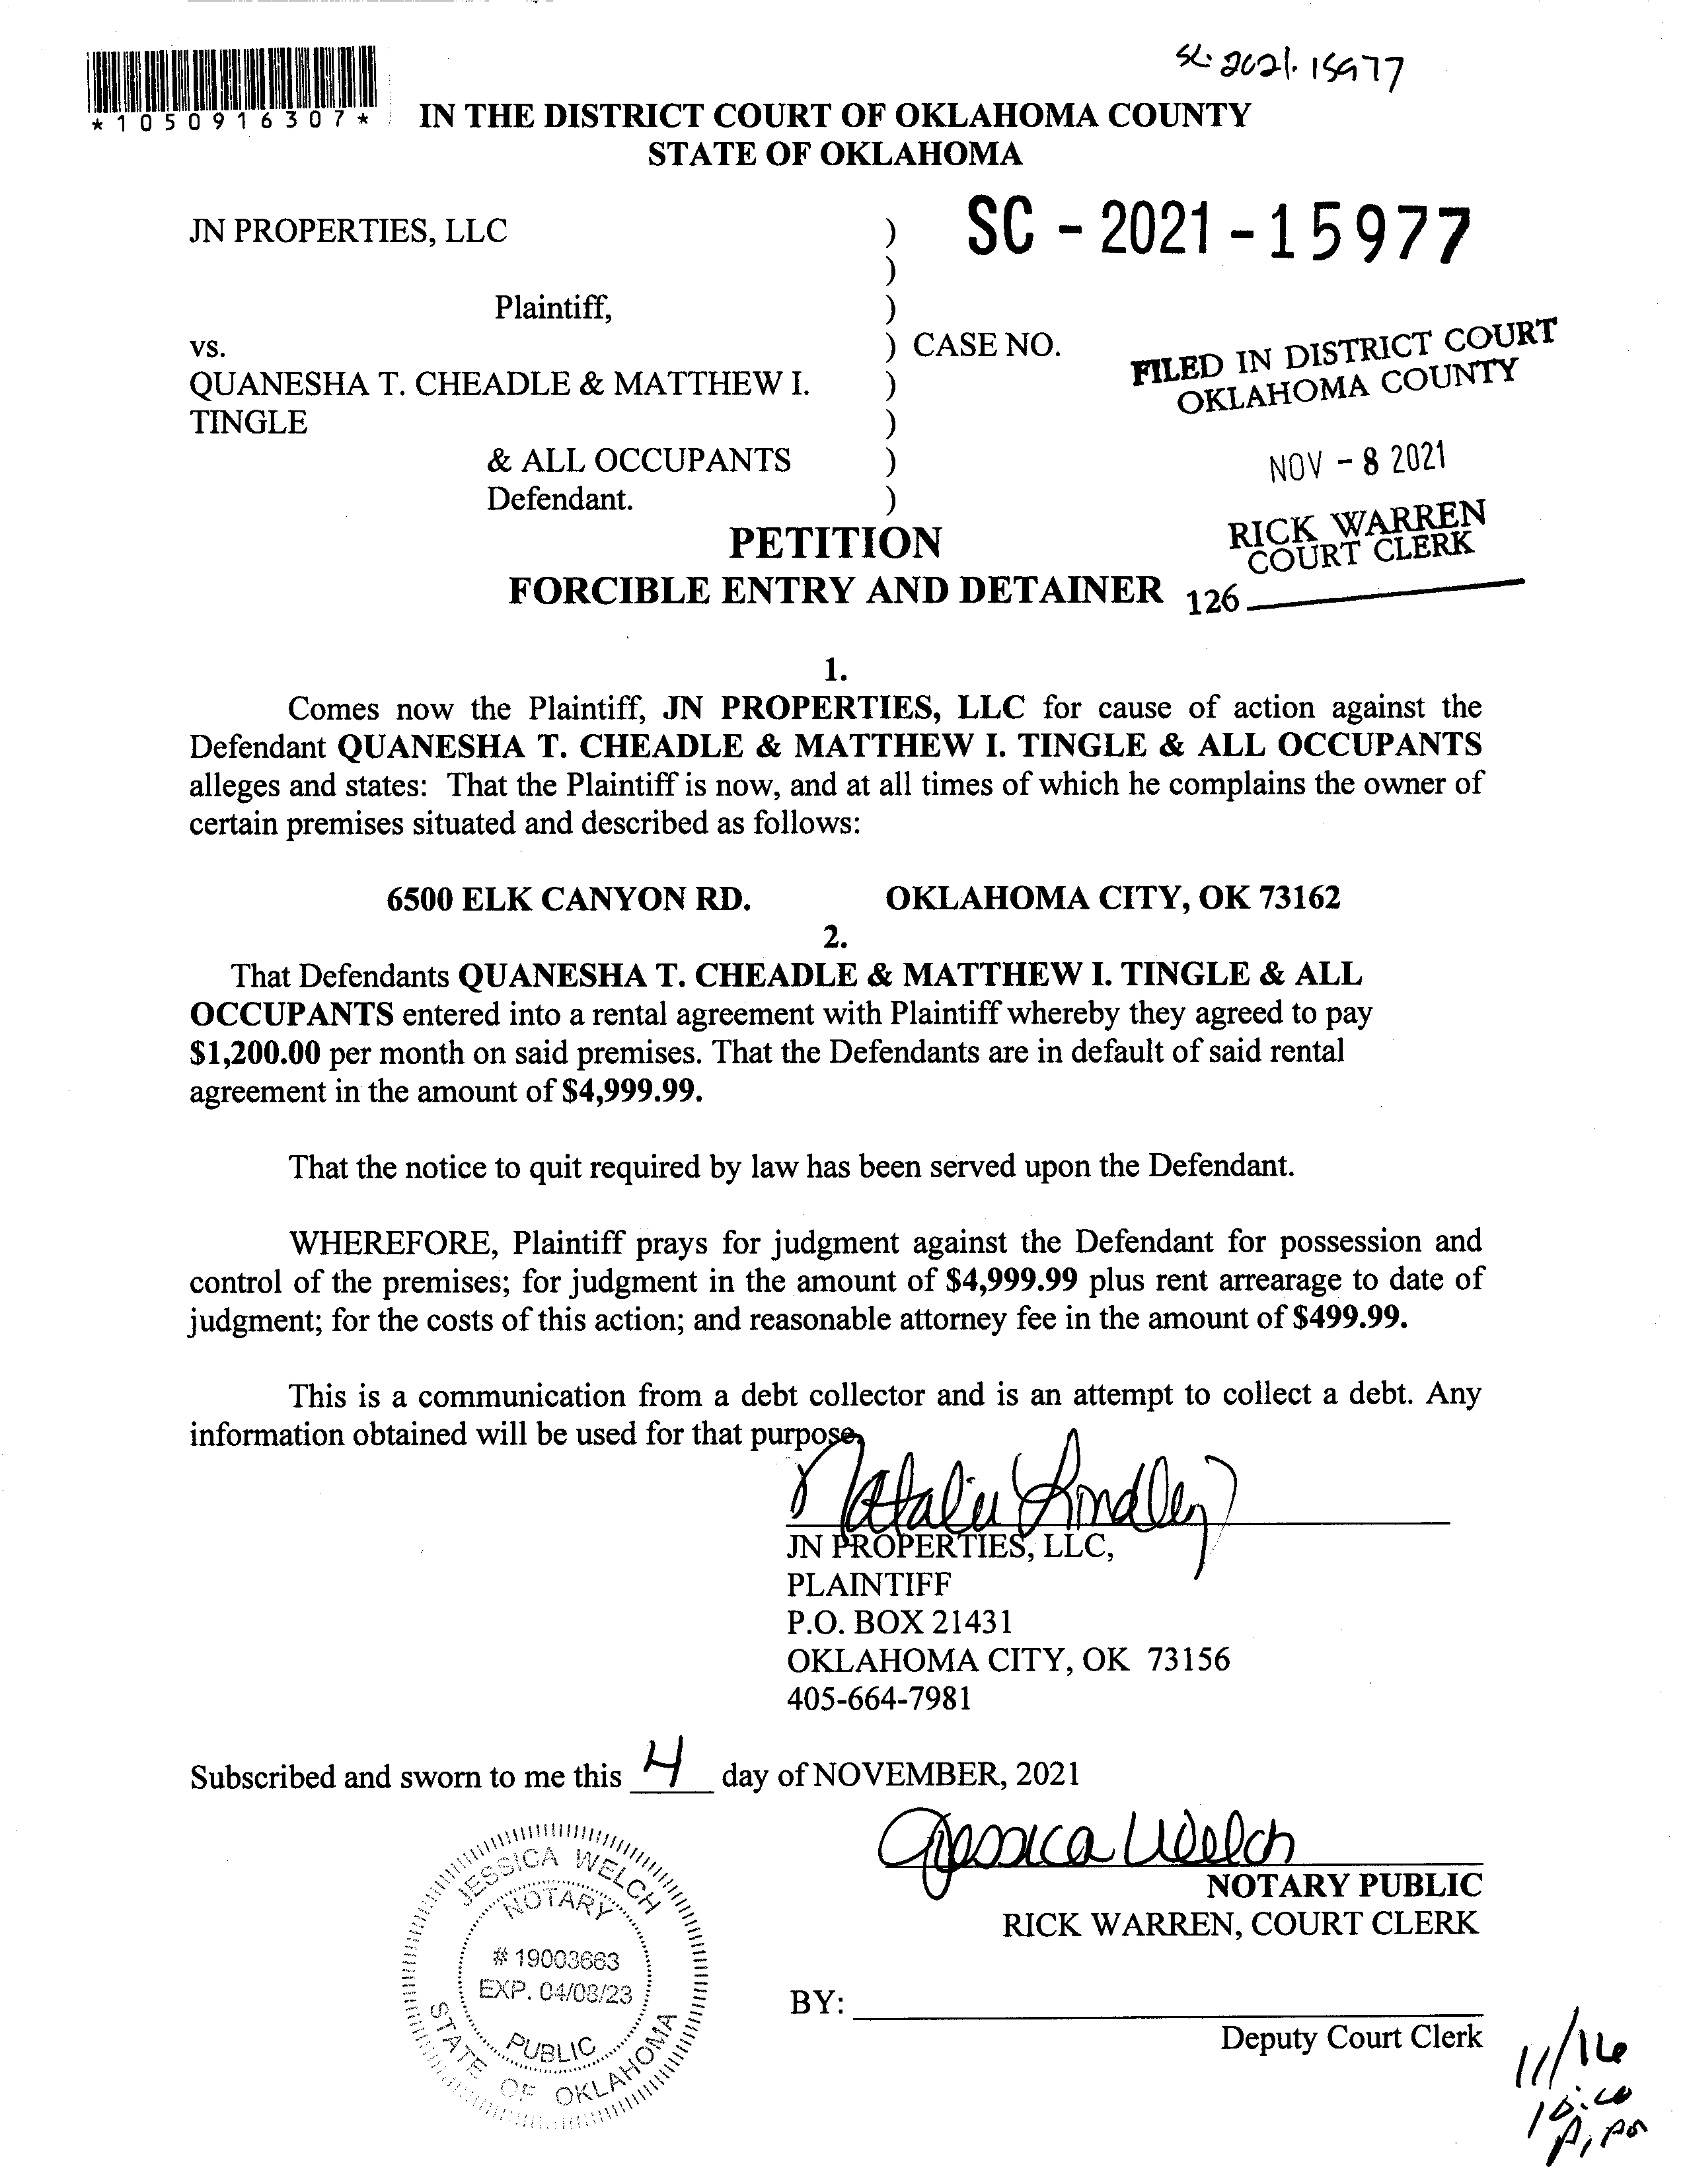 SC-2021-15977
*1050916307*
IN THE DISTRICT COURT OF OKLAHOMA COUNTY
STATE OF OKLAHOMA
JN PROPERTIES, LLC )
SC - 2021 - 15977
)
Plaintiff, )
vs. ) CASE NO.
QUANESHA T. CHEADLE & MATTHEW I. )
TINGLE )
& ALL OCCUPANTS )
Defendant. )
FILED IN DISTRICT COURT
OKLAHOMA COUNTY
NOV - 8 2021
RICK WARREN
COURT CLERK
126
PETITION
FORCIBLE ENTRY AND DETAINER
1.
Comes now the Plaintiff, JN PROPERTIES, LLC for cause of action against the
Defendant QUANESHA T. CHEADLE & MATTHEW I. TINGLE & ALL OCCUPANTS
alleges and states: That the Plaintiff is now, and at all times of which he complains the owner of
certain premises situated and described as follows:
6500 ELK CANYON RD. OKLAHOMA CITY, OK 73162
2.
That Defendants QUANESHA T. CHEADLE & MATTHEW I. TINGLE & ALL
OCCUPANTS entered into a rental agreement with Plaintiff whereby they agreed to pay
$1,200.00 per month on said premises. That the Defendants are in default of said rental
agreement in the amount of $4,999.99.
That the notice to quit required by law has been served upon the Defendant.
WHEREFORE, Plaintiff prays for judgment against the Defendant for possession and
control of the premises; for judgment in the amount of $4,999.99 plus rent arrearage to date of
judgment; for the costs of this action; and reasonable attorney fee in the amount of $499.99.
This is a communication from a debt collector and is an attempt to collect a debt. Any
information obtained will be used for that purpose.
Natalie Lindley
JN PROPERTIES, LLC,
PLAINTIFF
P.O. BOX 21431
OKLAHOMA CITY, OK 73156
405-664-7981
Subscribed and sworn to me this 4 day of NOVEMBER, 2021
Jessica Welch
NOTARY PUBLIC
RICK WARREN, COURT CLERK
JESSICA WELCH
NOTARY
# 19003663
EXP. 04/08/23
PUBLIC
STATE OF OKLAHOMA
BY:
Deputy Court Clerk
11/16